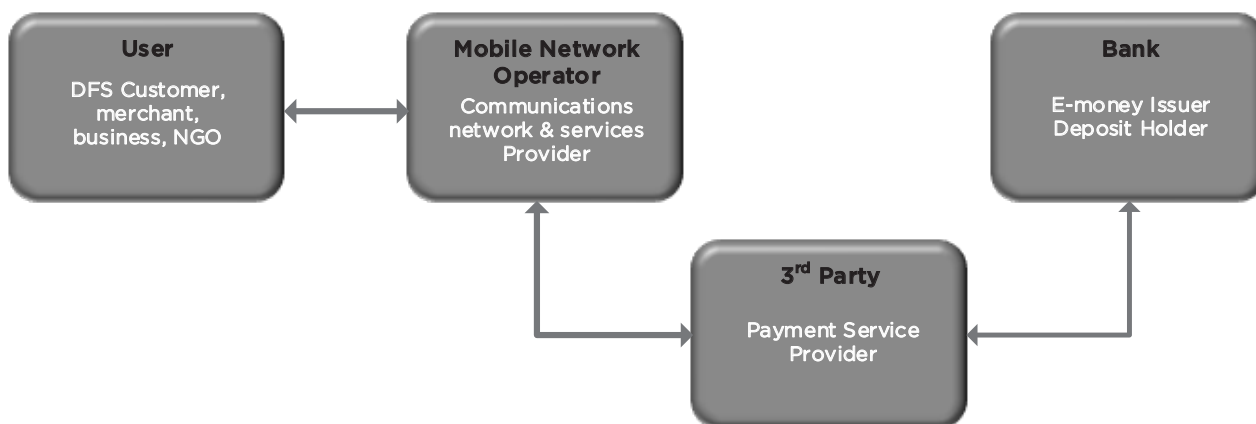 User
DFS Customer,
merchant,
business, NGO
Mobile Network
Operator
Communications
network & services
Provider
Bank
E-money Issuer
Deposit Holder
3rd Party
Payment Service
Provider